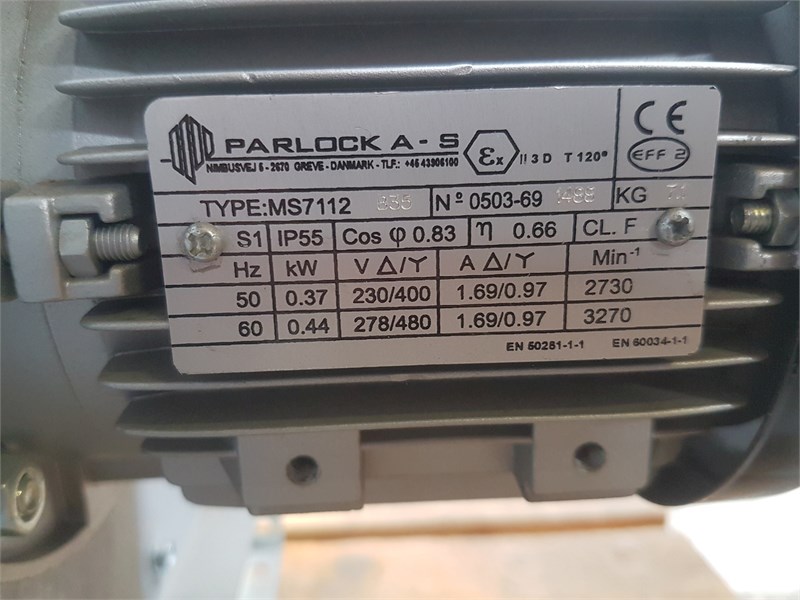 PARLOCK A - S
NIMBUSVEJ 5 - 2670 GREVE - DANMARK - TLF.: +45 43906100
Ex II 3 D T 120°
CE
EFF 2
TYPE:MS7112 Nº 0503-69 1499 KG
S1 IP55 Cos φ 0.83 η 0.66 CL. F
Hz kW V Δ/Y A Δ/Y Min-1
50 0.37 230/400 1.69/0.97 2730
60 0.44 278/480 1.69/0.97 3270
EN 50281-1-1 EN 60034-1-1